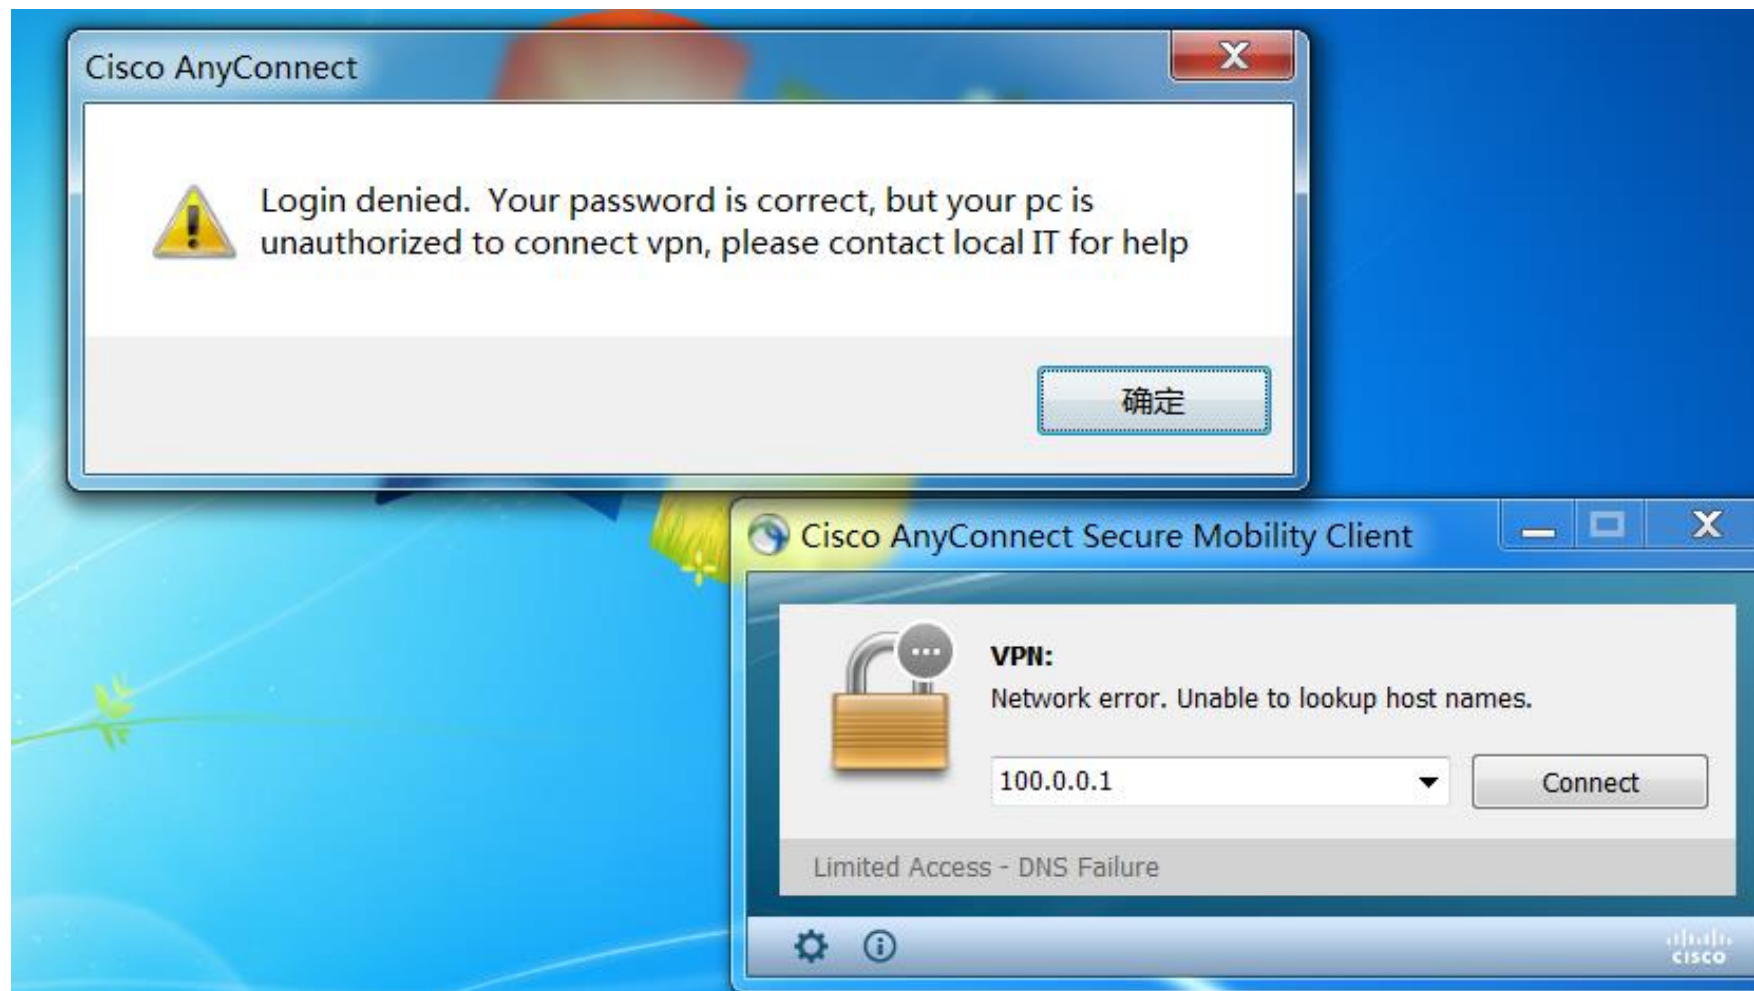 Cisco AnyConnect
Login denied.  Your password is correct, but your pc is
unauthorized to connect vpn, please contact local IT for help
确定
Cisco AnyConnect Secure Mobility Client
VPN:
Network error. Unable to lookup host names.
100.0.0.1
Connect
Limited Access - DNS Failure
cisco